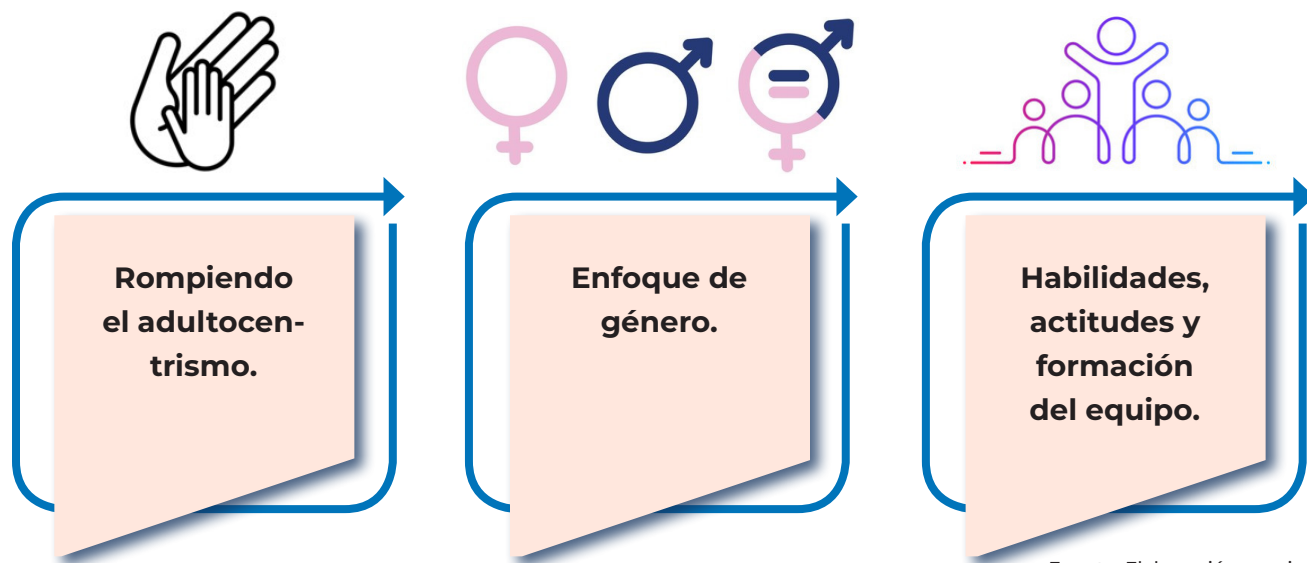 Rompiendo
el adultocen-
trismo.
Enfoque de
género.
Habilidades,
actitudes y
formación
del equipo.